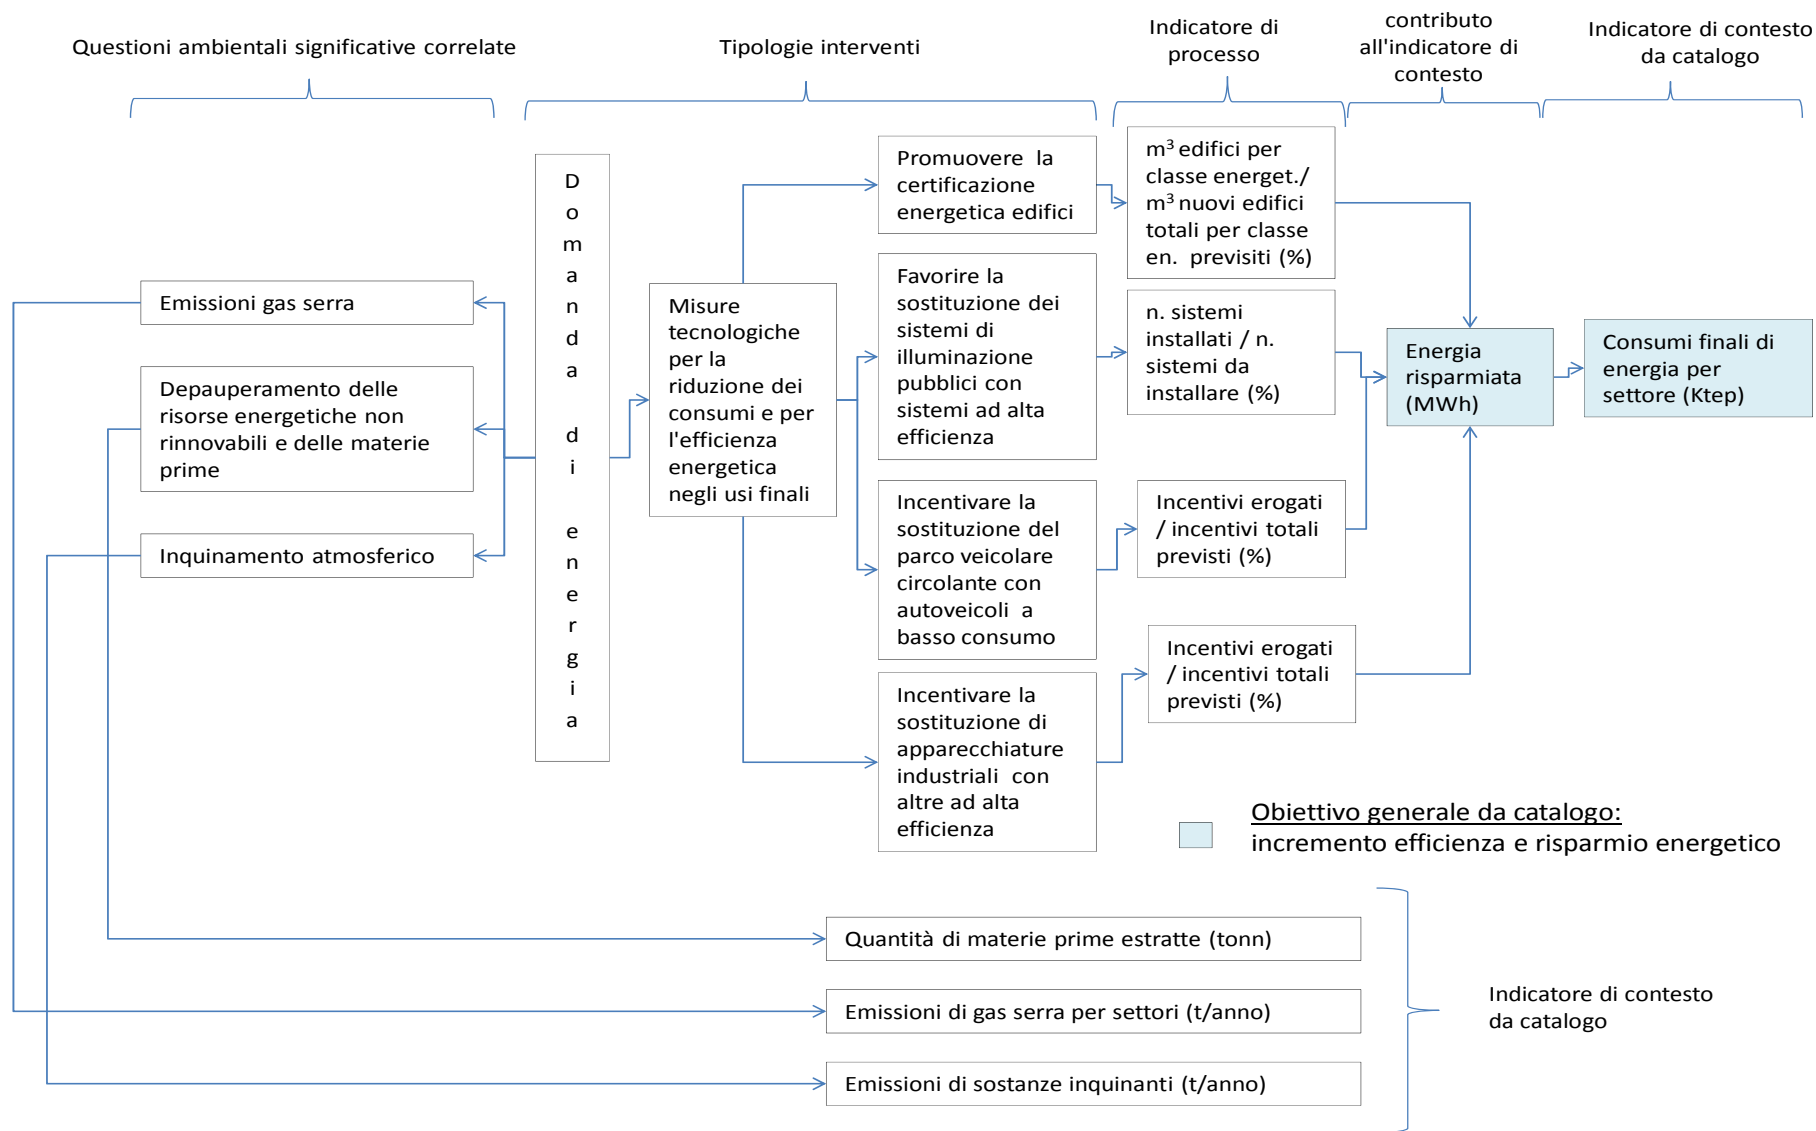 Questioni ambientali significative correlate
Tipologie interventi
Indicatore di
processo
contributo
all'indicatore di
contesto
Indicatore di contesto
da catalogo
Emissioni gas serra
Depauperamento delle
risorse energetiche non
rinnovabili e delle materie
prime
Inquinamento atmosferico
Domanda di energia
Misure
tecnologiche
per la
riduzione dei
consumi e per
l'efficienza
energetica
negli usi finali
Promuovere la
certificazione
energetica edifici
Favorire la
sostituzione dei
sistemi di
illuminazione
pubblici con
sistemi ad alta
efficienza
Incentivare la
sostituzione del
parco veicolare
circolante con
autoveicoli a
basso consumo
Incentivare la
sostituzione di
apparecchiature
industriali con
altre ad alta
efficienza
m³ edifici per
classe energet./
m³ nuovi edifici
totali per classe
en. previsiti (%)
n. sistemi
installati / n.
sistemi da
installare (%)
Incentivi erogati
/ incentivi totali
previsti (%)
Incentivi erogati
/ incentivi totali
previsti (%)
Energia
risparmiata
(MWh)
Consumi finali di
energia per
settore (Ktep)
Obiettivo generale da catalogo:
incremento efficienza e risparmio energetico
Quantità di materie prime estratte (tonn)
Emissioni di gas serra per settori (t/anno)
Emissioni di sostanze inquinanti (t/anno)
Indicatore di contesto
da catalogo